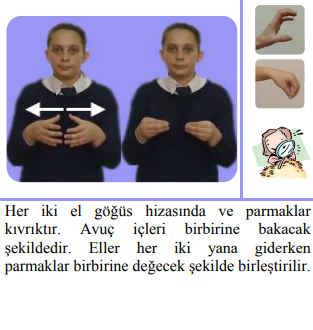 Her iki el göğüs hizasında ve parmaklar
kıvrıktır. Avuç içleri birbirine bakacak
şekildedir. Eller her iki yana giderken
parmaklar birbirine değecek şekilde birleştirilir.